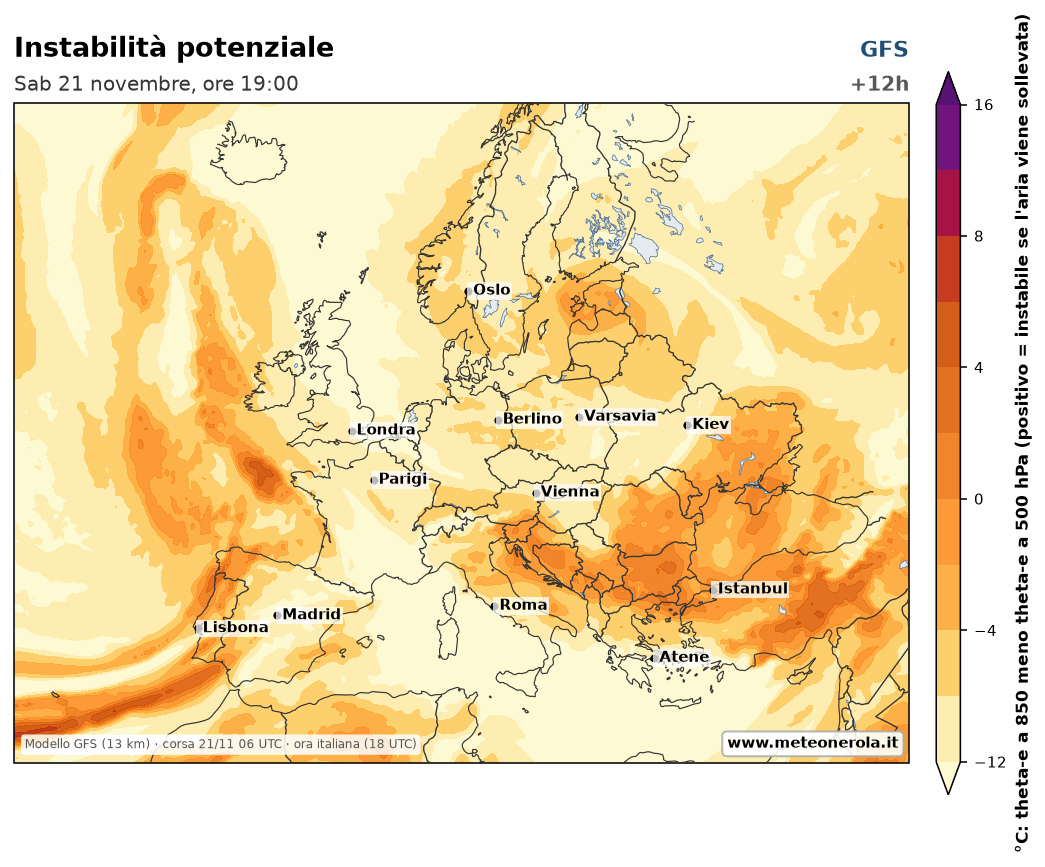 Instabilità potenziale
GFS
Sab 21 novembre, ore 19:00
+12h
Oslo
Londra
Berlino
Varsavia
Kiev
Parigi
Vienna
Istanbul
Roma
Madrid
Lisbona
Atene
Modello GFS (13 km) · corsa 21/11 06 UTC · ora italiana (18 UTC)
www.meteonerola.it
16
8
4
0
−4
−12
°C: theta-e a 850 meno theta-e a 500 hPa (positivo = instabile se l'aria viene sollevata)